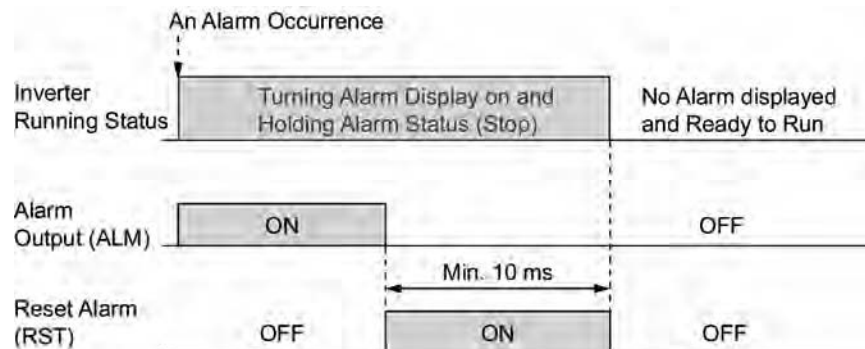 An Alarm Occurrence
Inverter
Running Status
Turning Alarm Display on and
Holding Alarm Status (Stop)
No Alarm displayed
and Ready to Run
Alarm
Output (ALM)
ON
OFF
Min. 10 ms
Reset Alarm
(RST)
OFF
ON
OFF